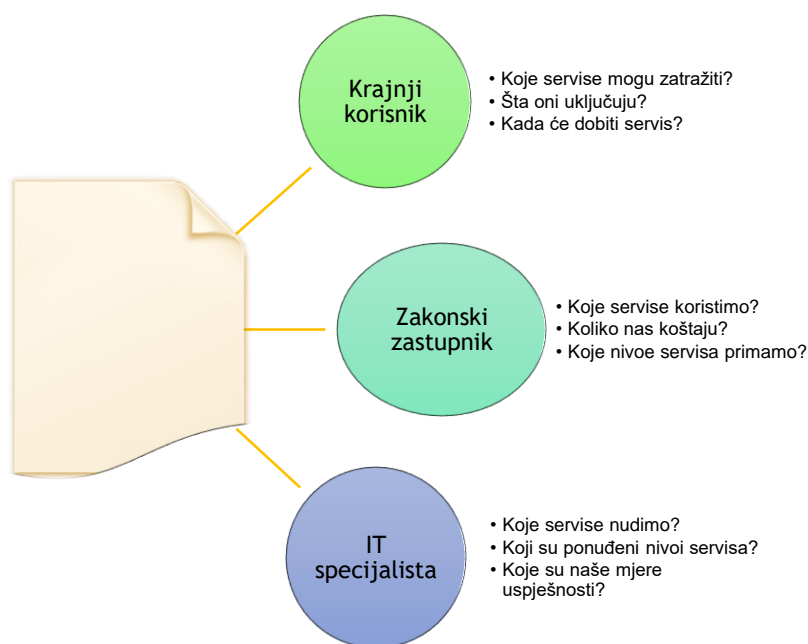 Krajnji
korisnik
• Koje servise mogu zatražiti?
• Šta oni uključuju?
• Kada će dobiti servis?
Zakonski
zastupnik
• Koje servise koristimo?
• Koliko nas koštaju?
• Koje nivoe servisa primamo?
IT
specijalista
• Koje servise nudimo?
• Koji su ponuđeni nivoi servisa?
• Koje su naše mjere
uspješnosti?